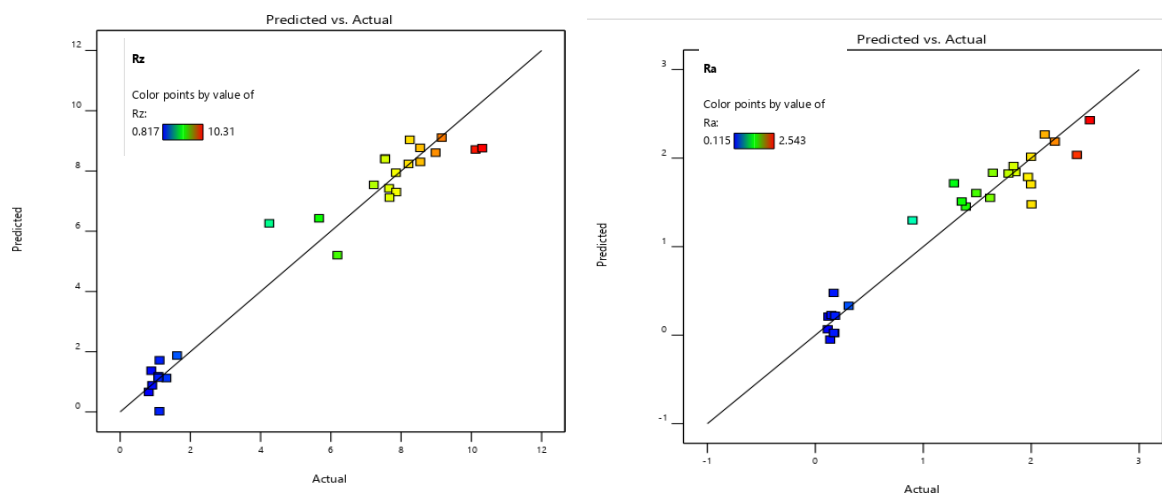 Predicted vs. Actual
Rz
Color points by value of
Rz:
0.817 10.31
12
10
8
6
4
2
0
Predicted
0 2 4 6 8 10 12
Actual
Predicted vs. Actual
Ra
Color points by value of
Ra:
0.115 2.543
3
2
1
0
-1
Predicted
-1 0 1 2 3
Actual